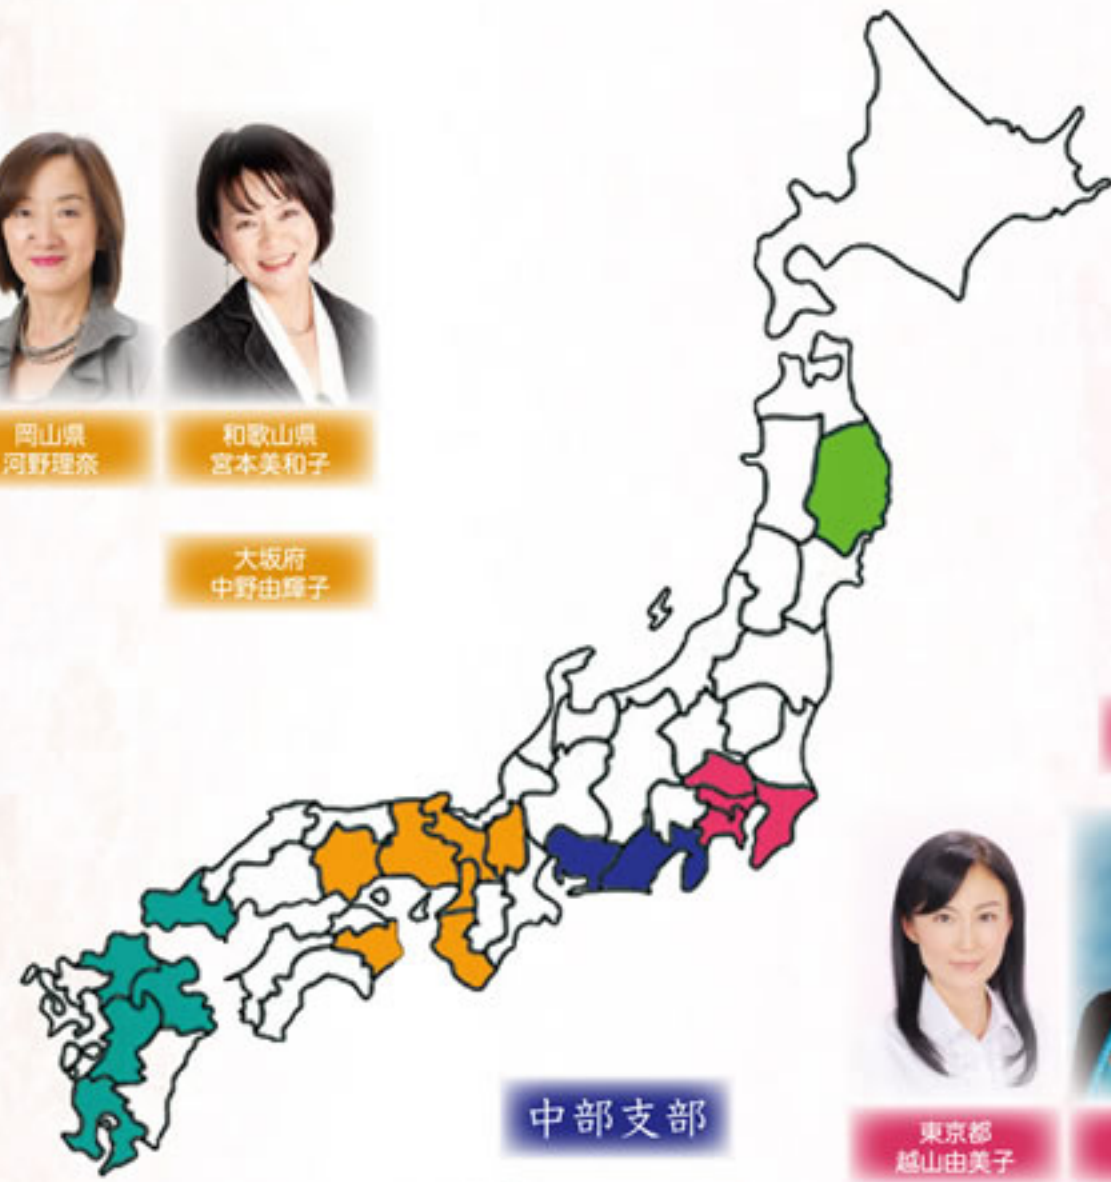 岡山県
河野理奈
和歌山県
宮本美和子
大坂府
中野由輝子
中部支部
東京都
越山由美子